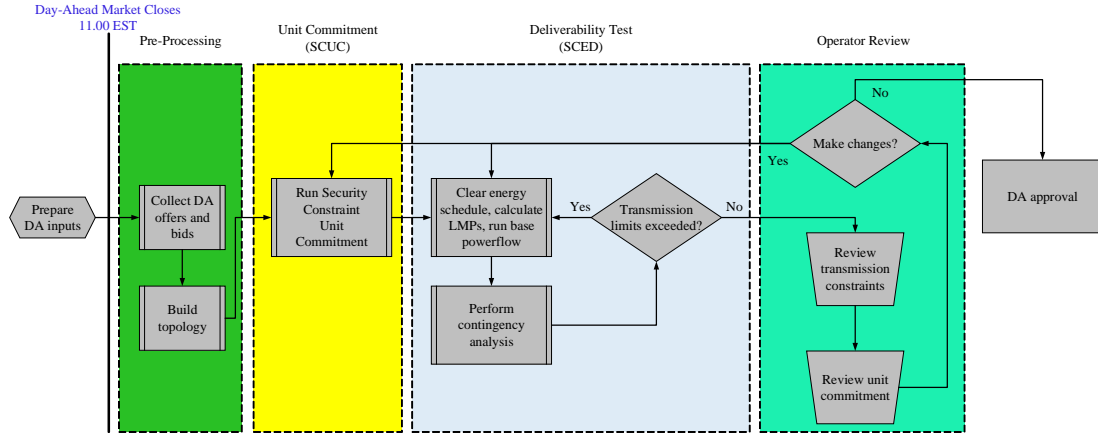 Day-Ahead Market Closes
11.00 EST
Pre-Processing
Unit Commitment
(SCUC)
Deliverability Test
(SCED)
Operator Review
Prepare
DA inputs
Collect DA
offers and
bids
Build
topology
Run Security
Constraint
Unit
Commitment
Clear energy
schedule, calculate
LMPs, run base
powerflow
Perform
contingency
analysis
Yes
Transmission
limits exceeded?
No
Make changes?
Yes
No
Review
transmission
constraints
Review unit
commitment
DA approval